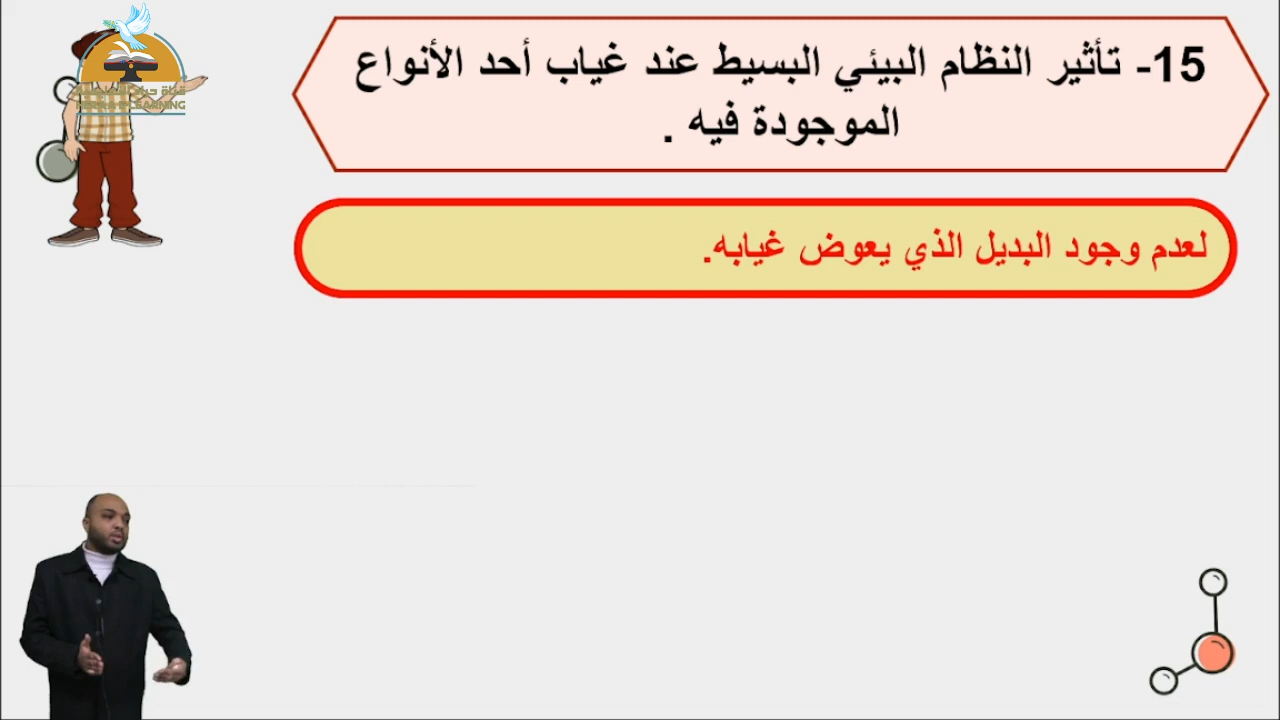 15- تأثير النظام البيئي البسيط عند غياب أحد الأنواع
الموجودة فيه .
لعدم وجود البديل الذي يعوض غيابه.